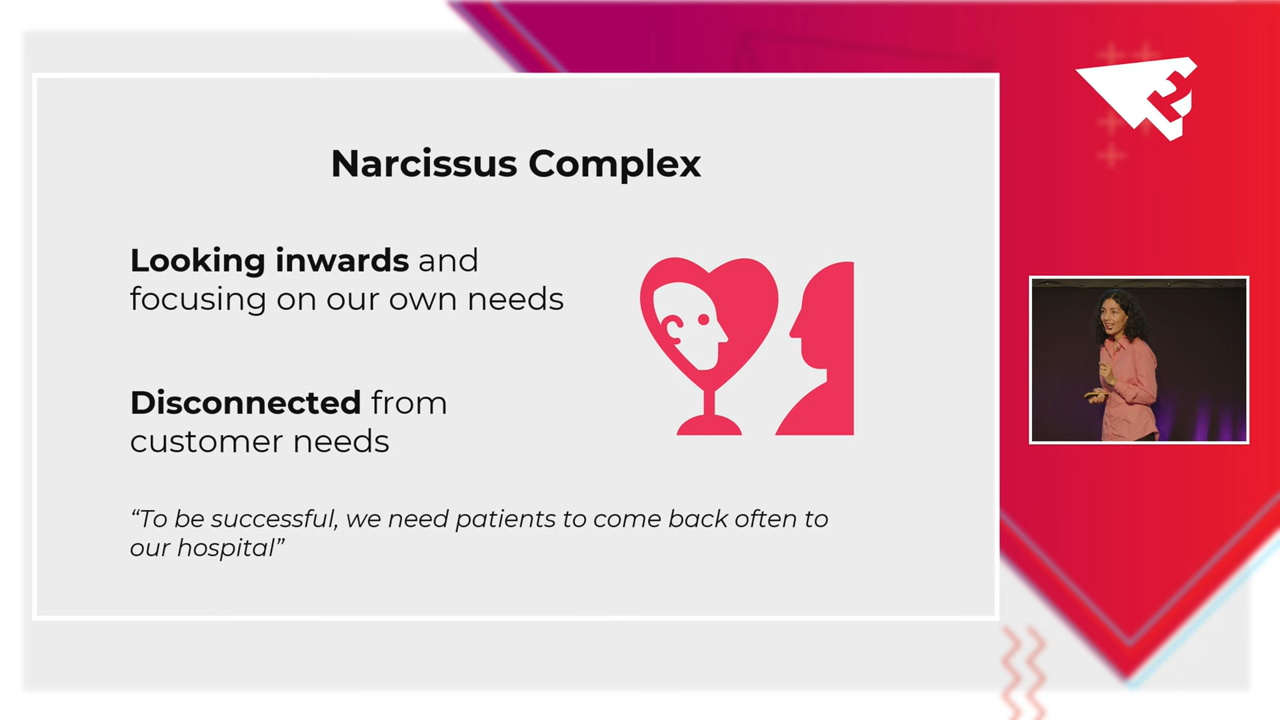 Narcissus Complex
Looking inwards and
focusing on our own needs
Disconnected from
customer needs
“To be successful, we need patients to come back often to
our hospital”